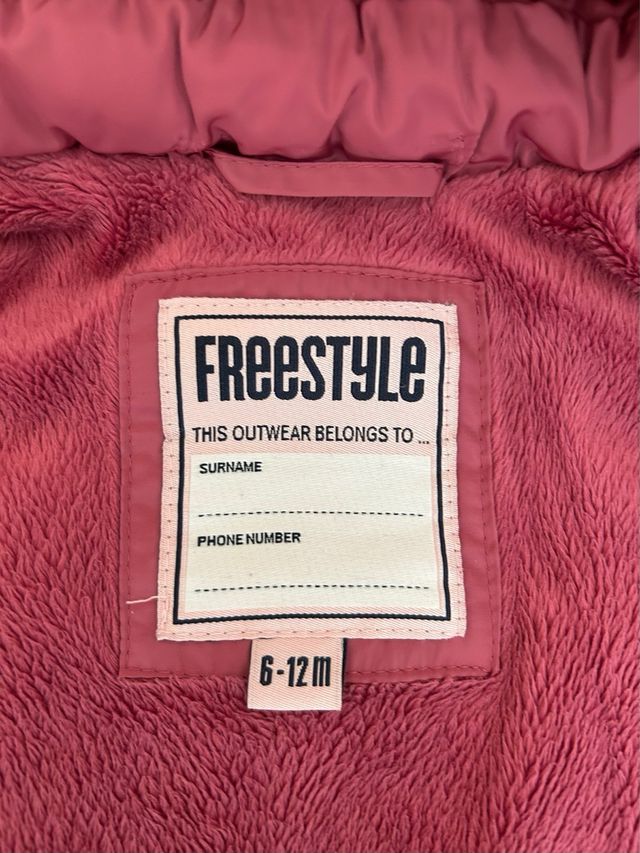 FREESTYLE
THIS OUTWEAR BELONGS TO ...
SURNAME
PHONE NUMBER
6-12M